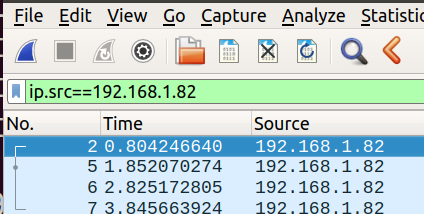 File Edit View Go Capture Analyze Statistic
ip.src==192.168.1.82
No. Time Source
2 0.804246640 192.168.1.82
5 1.852070274 192.168.1.82
6 2.825172805 192.168.1.82
7 3.845663924 192.168.1.82